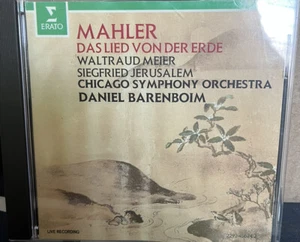 ERATO
MAHLER
DAS LIED VON DER ERDE
WALTRAUD MEIER
SIEGFRIED JERUSALEM
CHICAGO SYMPHONY ORCHESTRA
DANIEL BARENBOIM
LIVE RECORDING